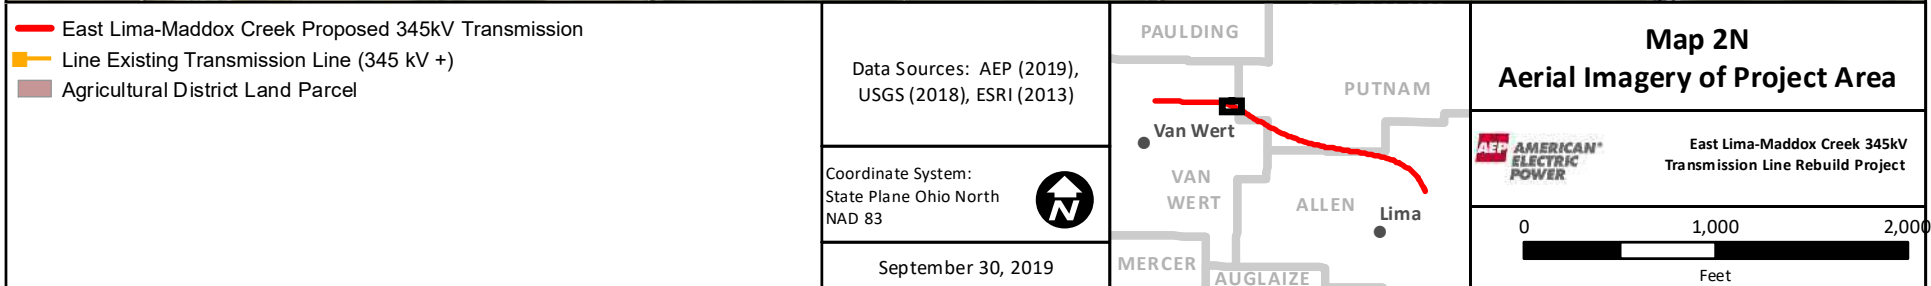 East Lima-Maddox Creek Proposed 345kV Transmission
Line Existing Transmission Line (345 kV +)
Agricultural District Land Parcel
Data Sources: AEP (2019),
USGS (2018), ESRI (2013)
Coordinate System:
State Plane Ohio North
NAD 83
N
September 30, 2019
PAULDING
PUTNAM
Van Wert
VAN
WERT
ALLEN
Lima
MERCER
AUGLAIZE
Map 2N
Aerial Imagery of Project Area
AEP AMERICAN®
ELECTRIC
POWER
East Lima-Maddox Creek 345kV
Transmission Line Rebuild Project
0 1,000 2,000
Feet